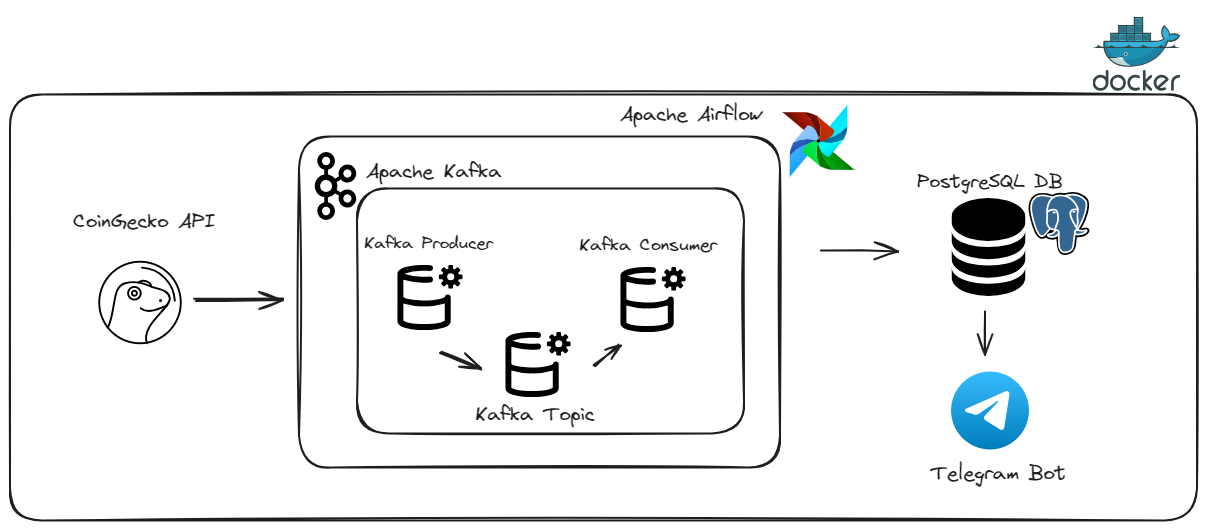 docker
Apache Airflow
Apache Kafka
PostgreSQL DB
CoinGecko API
Kafka Producer
Kafka Consumer
Kafka Topic
Telegram Bot